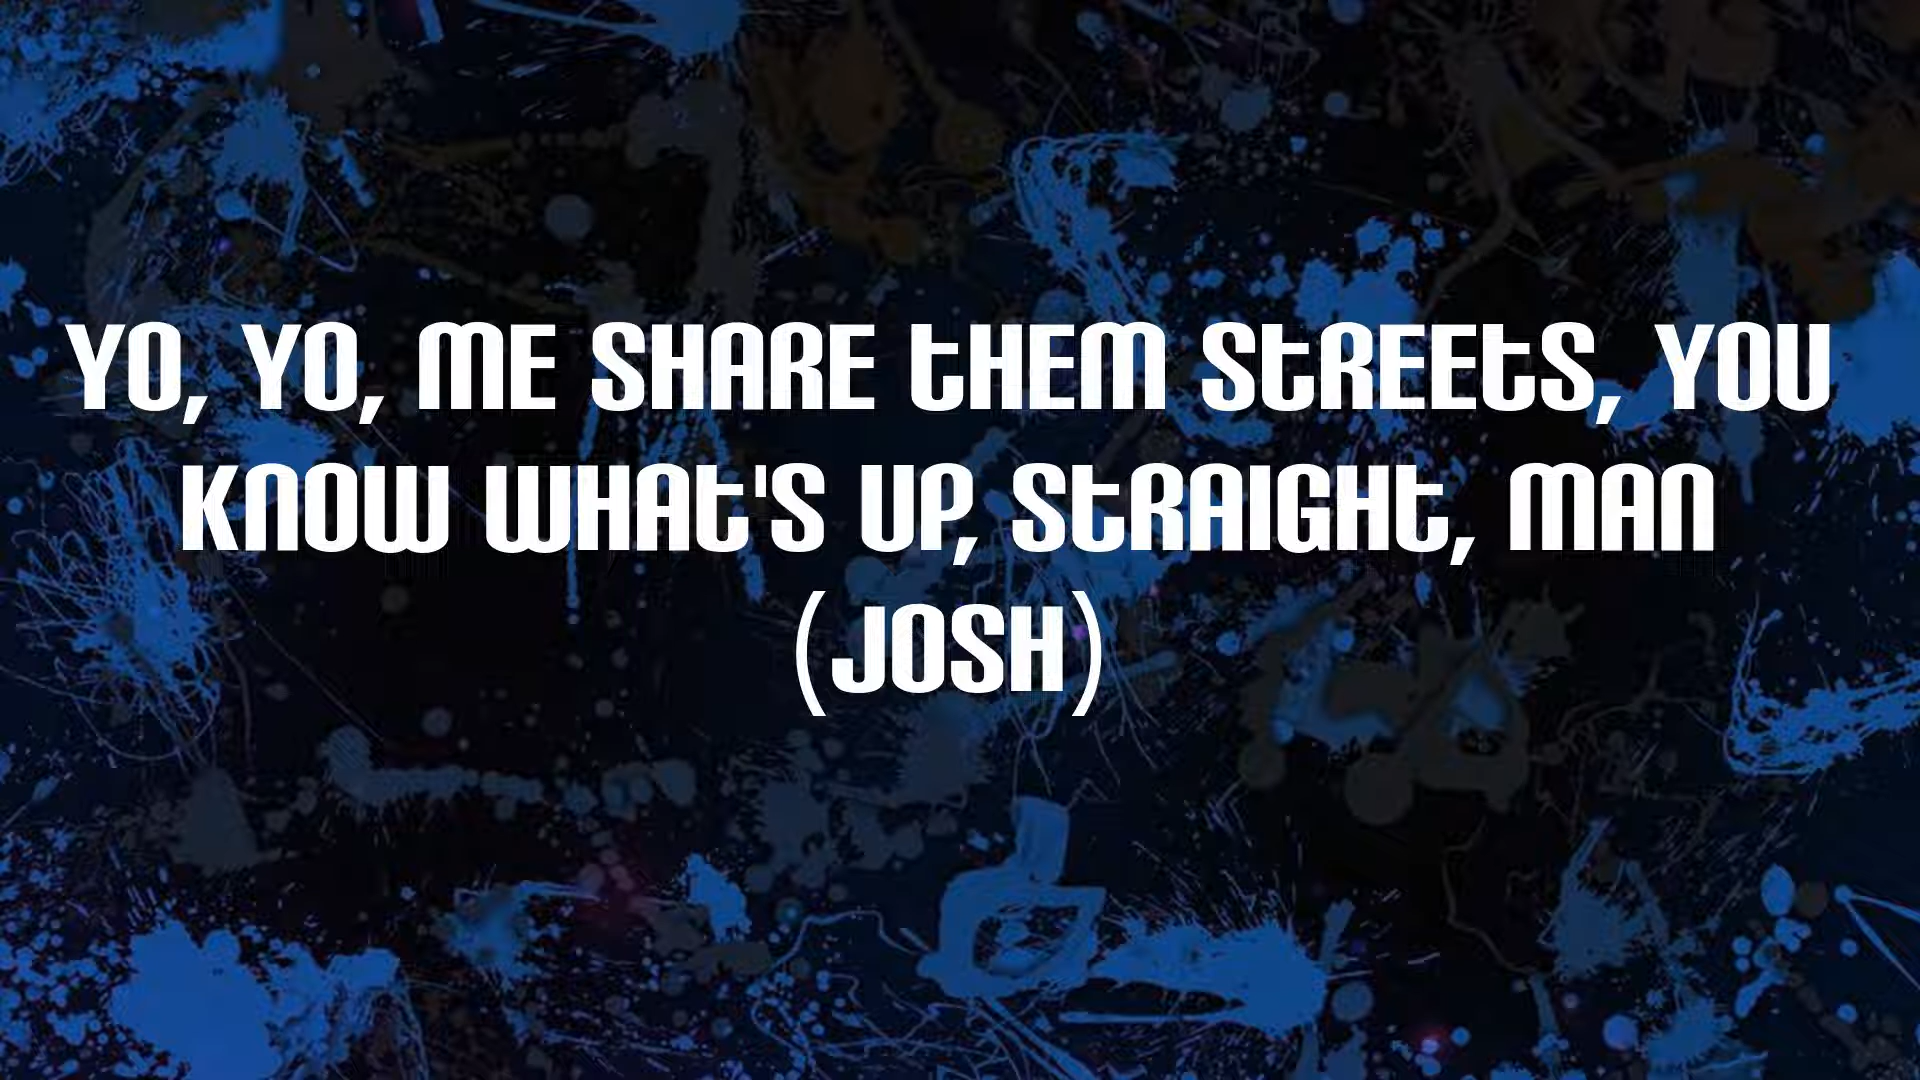 YO, YO, ME SHARE tHEM StREEtS, YOU
KNOW WHAt'S UP, StRAIGHt, MAN
(JOSH)